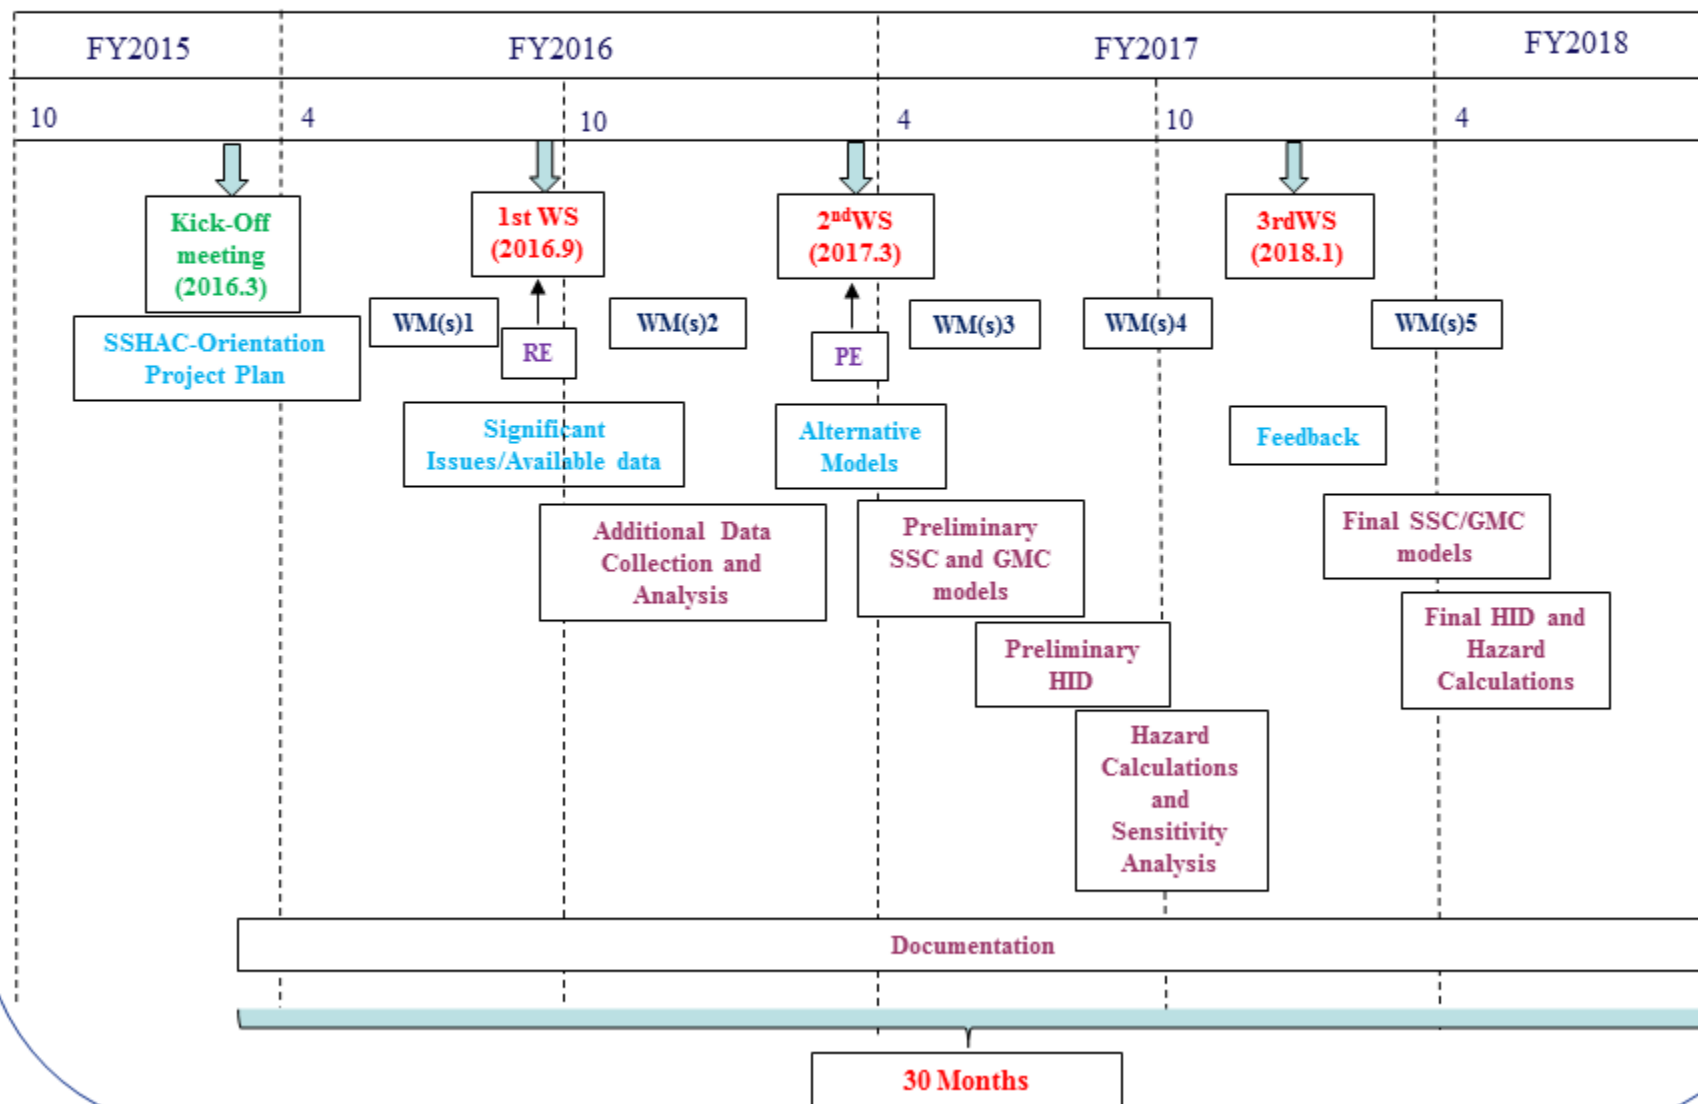 FY2015
FY2016
FY2017
FY2018
10
4
10
4
10
4
Kick-Off
meeting
(2016.3)
1st WS
(2016.9)
2ndWS
(2017.3)
3rdWS
(2018.1)
SSHAC-Orientation
Project Plan
WM(s)1
RE
WM(s)2
PE
WM(s)3
WM(s)4
WM(s)5
Significant
Issues/Available data
Alternative
Models
Feedback
Additional Data
Collection and
Analysis
Preliminary
SSC and GMC
models
Final SSC/GMC
models
Preliminary
HID
Final HID and
Hazard
Calculations
Hazard
Calculations
and
Sensitivity
Analysis
Documentation
30 Months